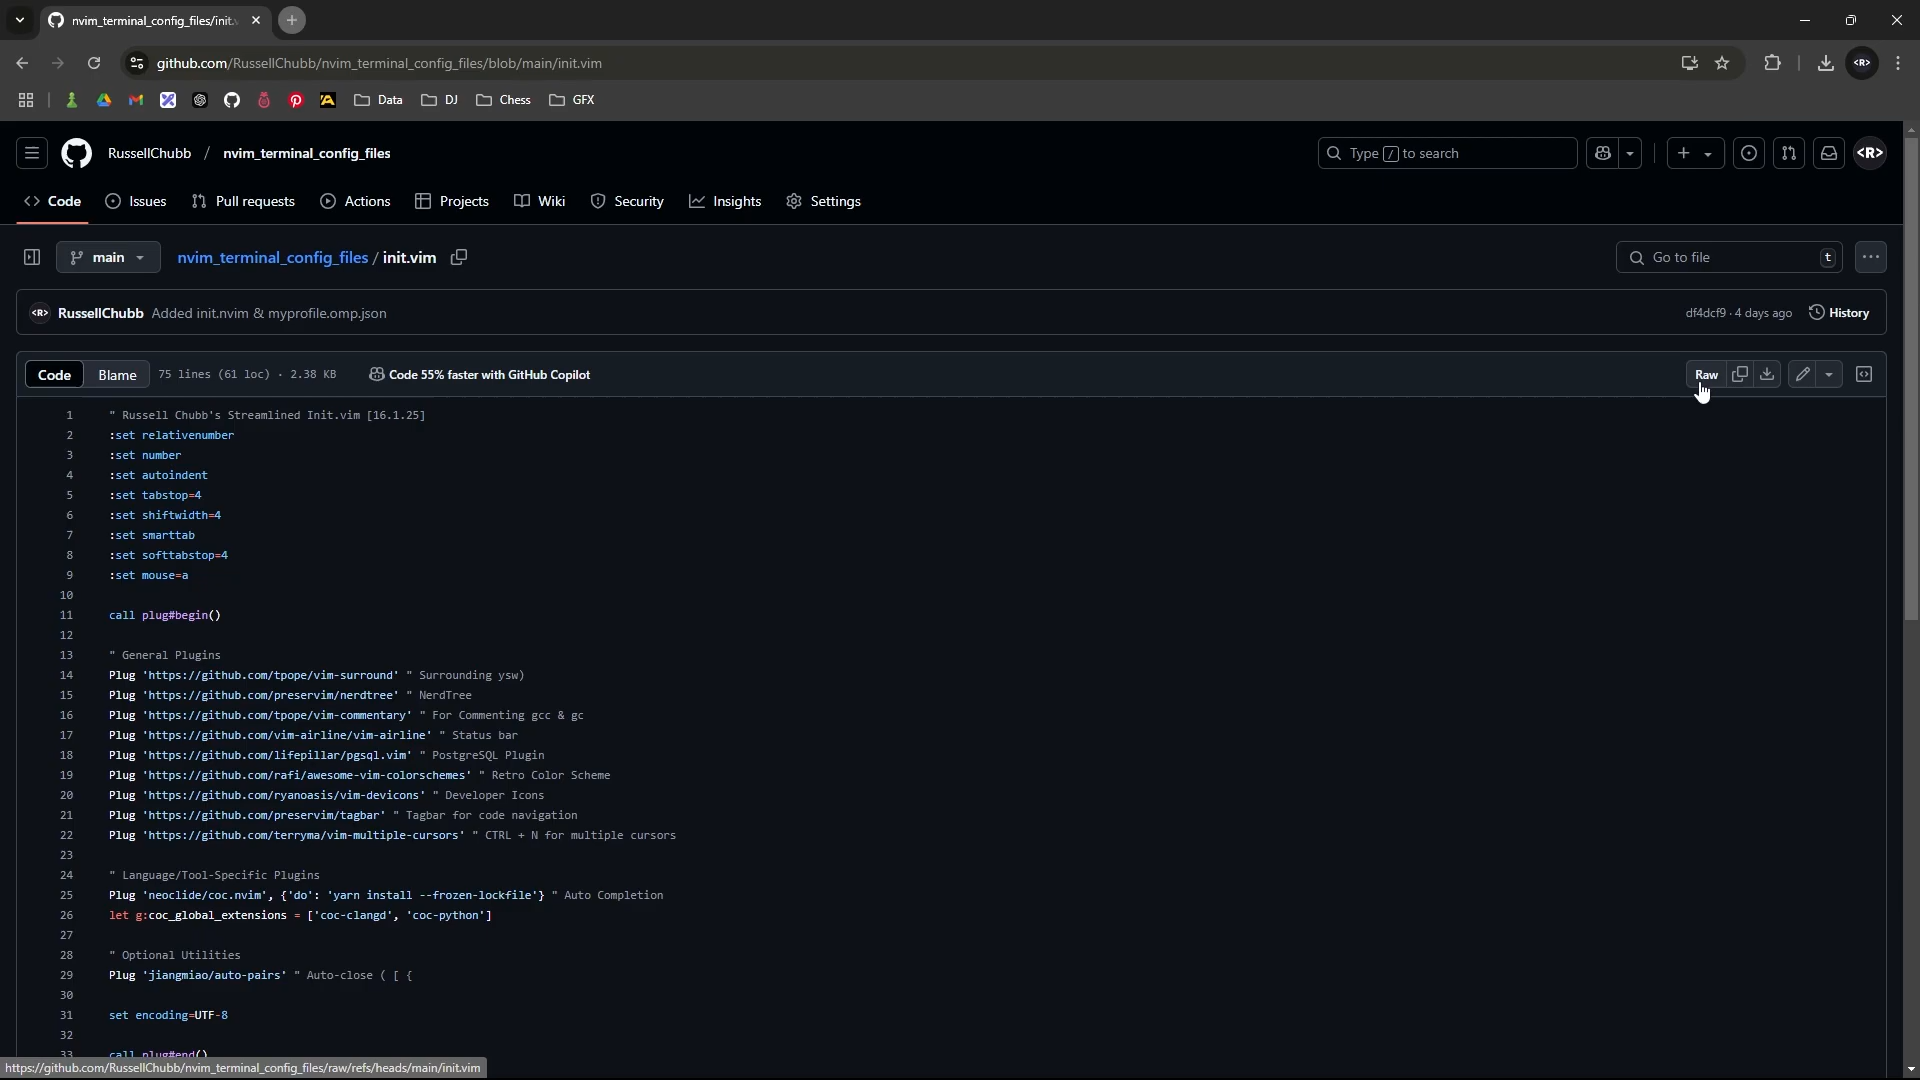 nvim_terminal_config_files/init.v
github.com/RussellChubb/nvim_terminal_config_files/blob/main/init.vim
<R>
Data
DJ
Chess
GFX
RussellChubb / nvim_terminal_config_files
Type / to search
<R>
Code
Issues
Pull requests
Actions
Projects
Wiki
Security
Insights
Settings
main
nvim_terminal_config_files / init.vim
Go to file
t
<R> RussellChubb Added init.nvim & myprofile.omp.json
df4dcf9 · 4 days ago
History
Code
Blame
75 lines (61 loc) · 2.38 KB
Code 55% faster with GitHub Copilot
Raw
1 " Russell Chubb's Streamlined Init.vim [16.1.25]
2 :set relativenumber
3 :set number
4 :set autoindent
5 :set tabstop=4
6 :set shiftwidth=4
7 :set smarttab
8 :set softtabstop=4
9 :set mouse=a
10
11 call plug#begin()
12
13 " General Plugins
14 Plug 'https://github.com/tpope/vim-surround' " Surrounding ysw)
15 Plug 'https://github.com/preservim/nerdtree' " NerdTree
16 Plug 'https://github.com/tpope/vim-commentary' " For Commenting gcc & gc
17 Plug 'https://github.com/vim-airline/vim-airline' " Status bar
18 Plug 'https://github.com/lifepillar/pgsql.vim' " PostgreSQL Plugin
19 Plug 'https://github.com/rafi/awesome-vim-colorschemes' " Retro Color Scheme
20 Plug 'https://github.com/ryanoasis/vim-devicons' " Developer Icons
21 Plug 'https://github.com/preservim/tagbar' " Tagbar for code navigation
22 Plug 'https://github.com/terryma/vim-multiple-cursors' " CTRL + N for multiple cursors
23
24 " Language/Tool-Specific Plugins
25 Plug 'neoclide/coc.nvim', {'do': 'yarn install --frozen-lockfile'} " Auto Completion
26 let g:coc_global_extensions = ['coc-clangd', 'coc-python']
27
28 " Optional Utilities
29 Plug 'jiangmiao/auto-pairs' " Auto-close ( [ {
30
31 set encoding=UTF-8
32
33 call plug#end()
https://github.com/RussellChubb/nvim_terminal_config_files/raw/refs/heads/main/init.vim